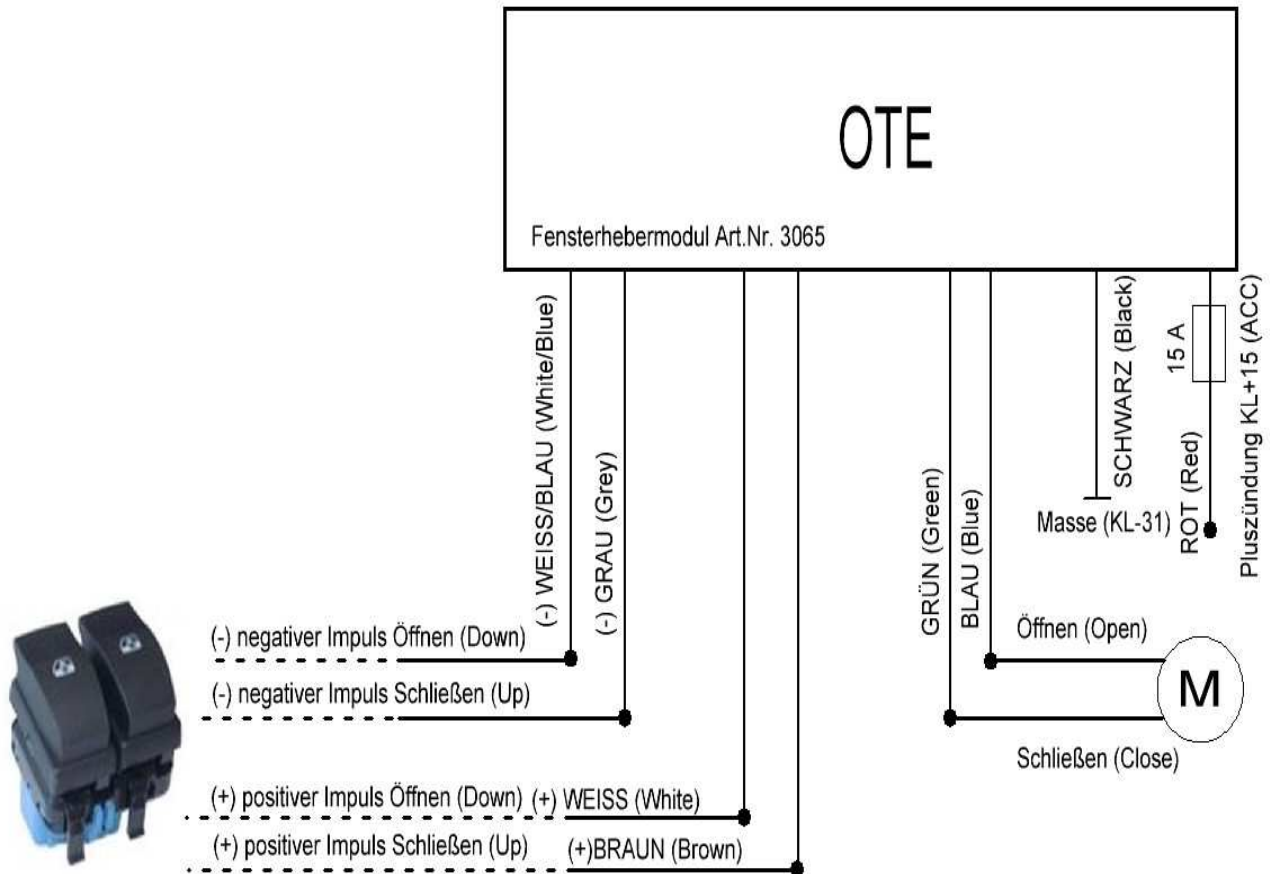 OTE
Fensterhebermodul Art.Nr. 3065
(-) WEISS/BLAU (White/Blue)
(-) GRAU (Grey)
GRÜN (Green)
BLAU (Blue)
SCHWARZ (Black)
15 A
ROT (Red)
Pluszündung KL+15 (ACC)
Masse (KL-31)
(-) negativer Impuls Öffnen (Down)
(-) negativer Impuls Schließen (Up)
(+) positiver Impuls Öffnen (Down) (+) WEISS (White)
(+) positiver Impuls Schließen (Up) (+)BRAUN (Brown)
Öffnen (Open)
M
Schließen (Close)